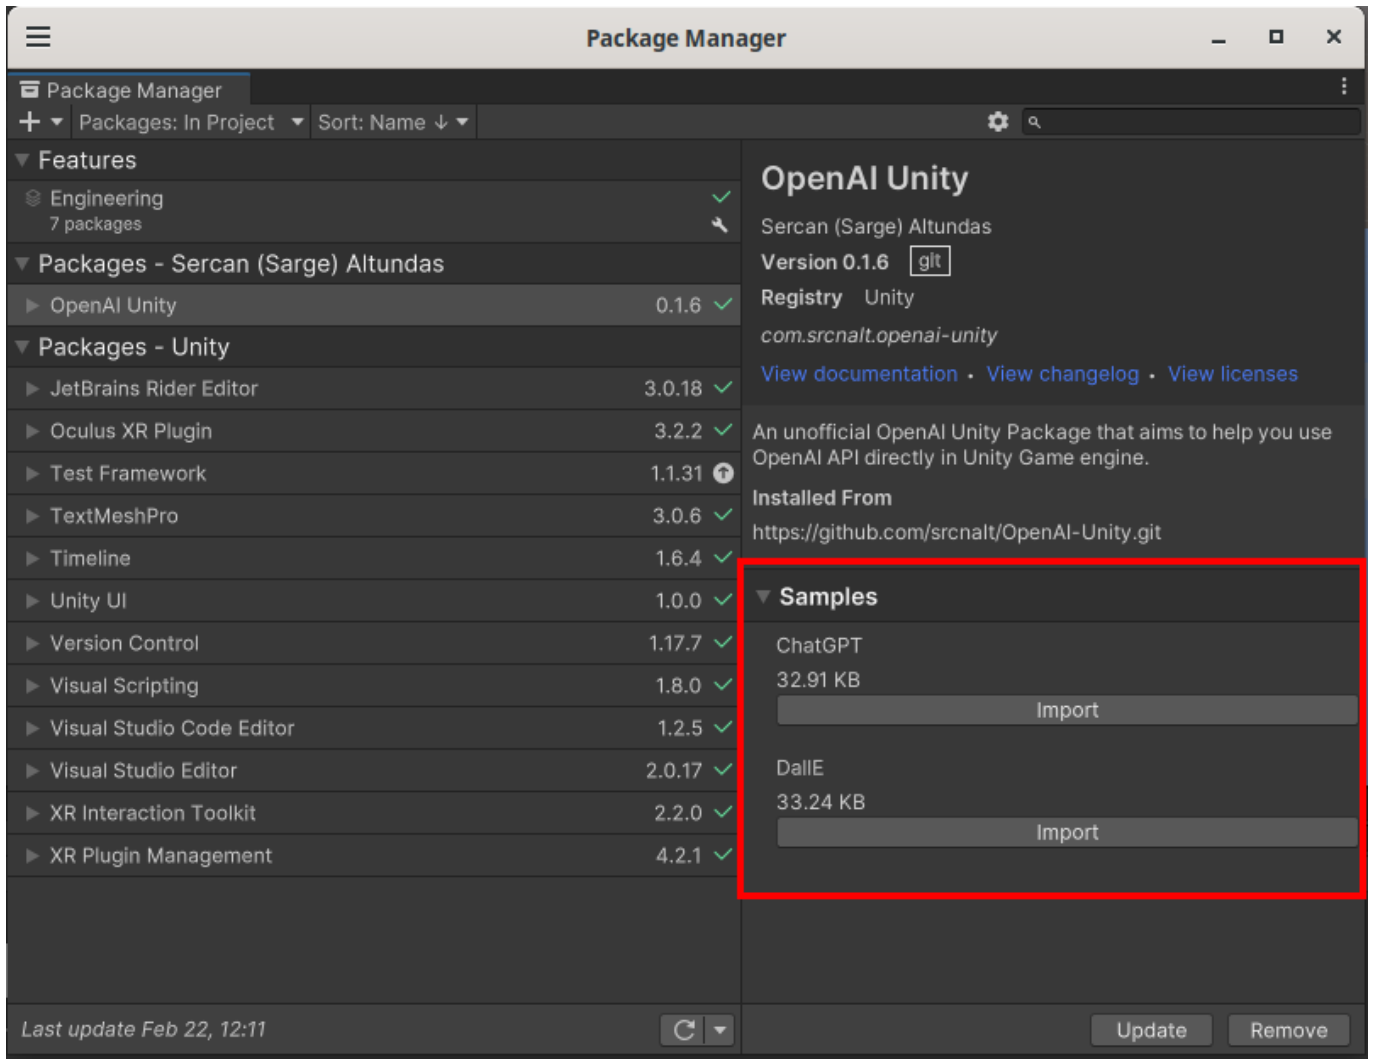 Package Manager
Package Manager
Packages: In Project
Sort: Name ↓
Features
Engineering
7 packages
Packages - Sercan (Sarge) Altundas
OpenAI Unity 0.1.6
Packages - Unity
JetBrains Rider Editor 3.0.18
Oculus XR Plugin 3.2.2
Test Framework 1.1.31
TextMeshPro 3.0.6
Timeline 1.6.4
Unity UI 1.0.0
Version Control 1.17.7
Visual Scripting 1.8.0
Visual Studio Code Editor 1.2.5
Visual Studio Editor 2.0.17
XR Interaction Toolkit 2.2.0
XR Plugin Management 4.2.1
Last update Feb 22, 12:11
OpenAI Unity
Sercan (Sarge) Altundas
Version 0.1.6 git
Registry Unity
com.srcnalt.openai-unity
View documentation • View changelog • View licenses
An unofficial OpenAI Unity Package that aims to help you use
OpenAI API directly in Unity Game engine.
Installed From
https://github.com/srcnalt/OpenAI-Unity.git
Samples
ChatGPT
32.91 KB
Import
DallE
33.24 KB
Import
Update Remove